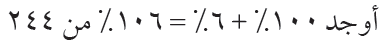 أوجد ١٠٠٪ + ٦٪ = ١٠٦٪ من ٢٤٤